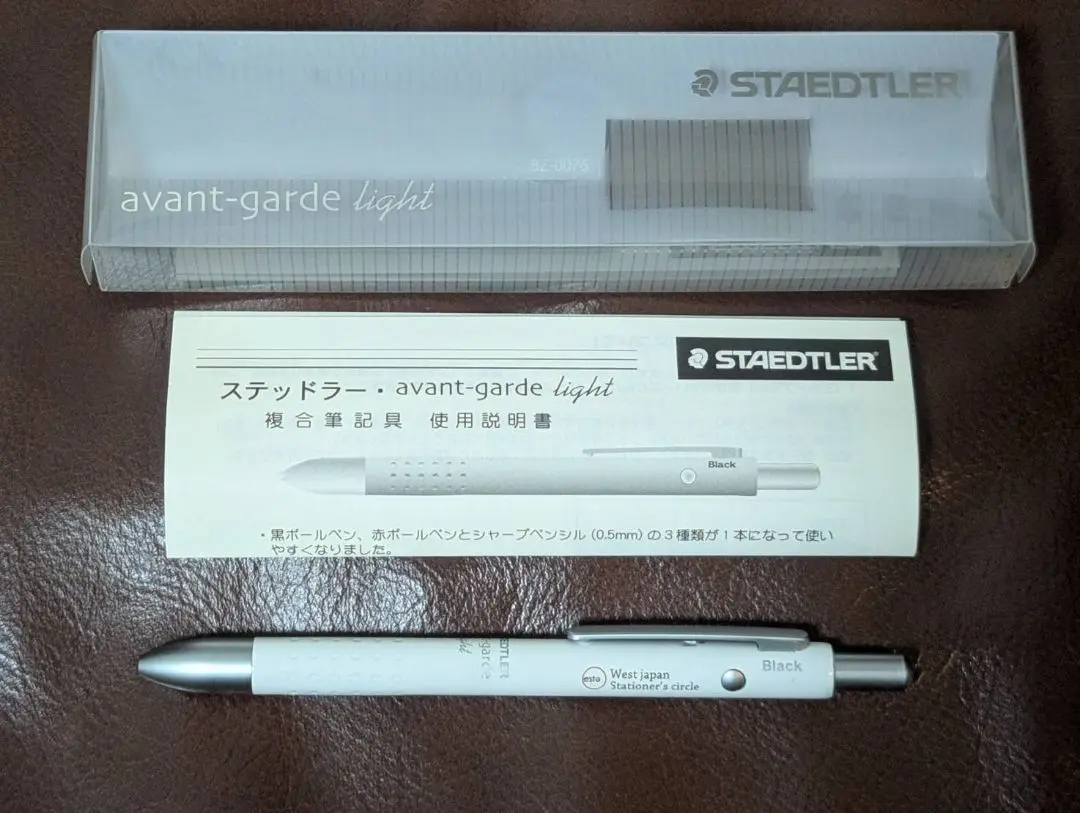 STAEDTLER
BZ-0076
avant-garde light
STAEDTLER
ステッドラー・avant-garde light
複合筆記具 使用説明書
Black
・黒ボールペン、赤ボールペンとシャープペンシル（0.5mm）の3種類が1本になって使い
やすくなりました。
EDTLER
garde
West japan
Stationer's circle
Black